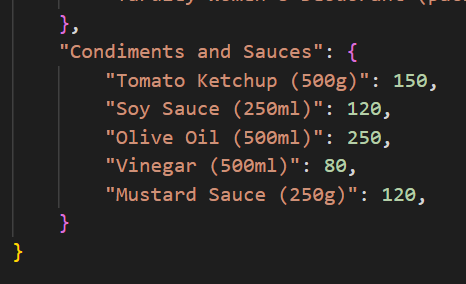 },
"Condiments and Sauces": {
"Tomato Ketchup (500g)": 150,
"Soy Sauce (250ml)": 120,
"Olive Oil (500ml)": 250,
"Vinegar (500ml)": 80,
"Mustard Sauce (250g)": 120,
}
}